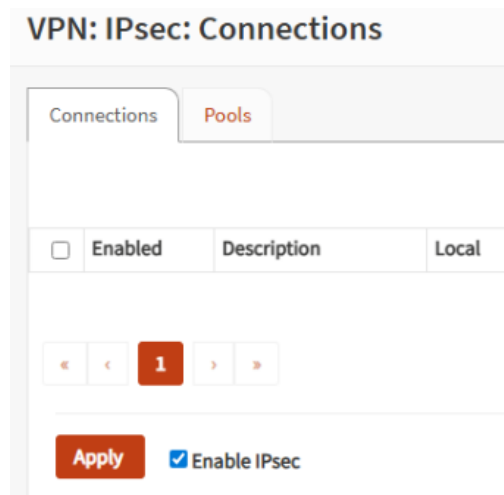 VPN: IPsec: Connections
Connections Pools
Enabled Description Local
« ‹ 1 › »
Apply Enable IPsec